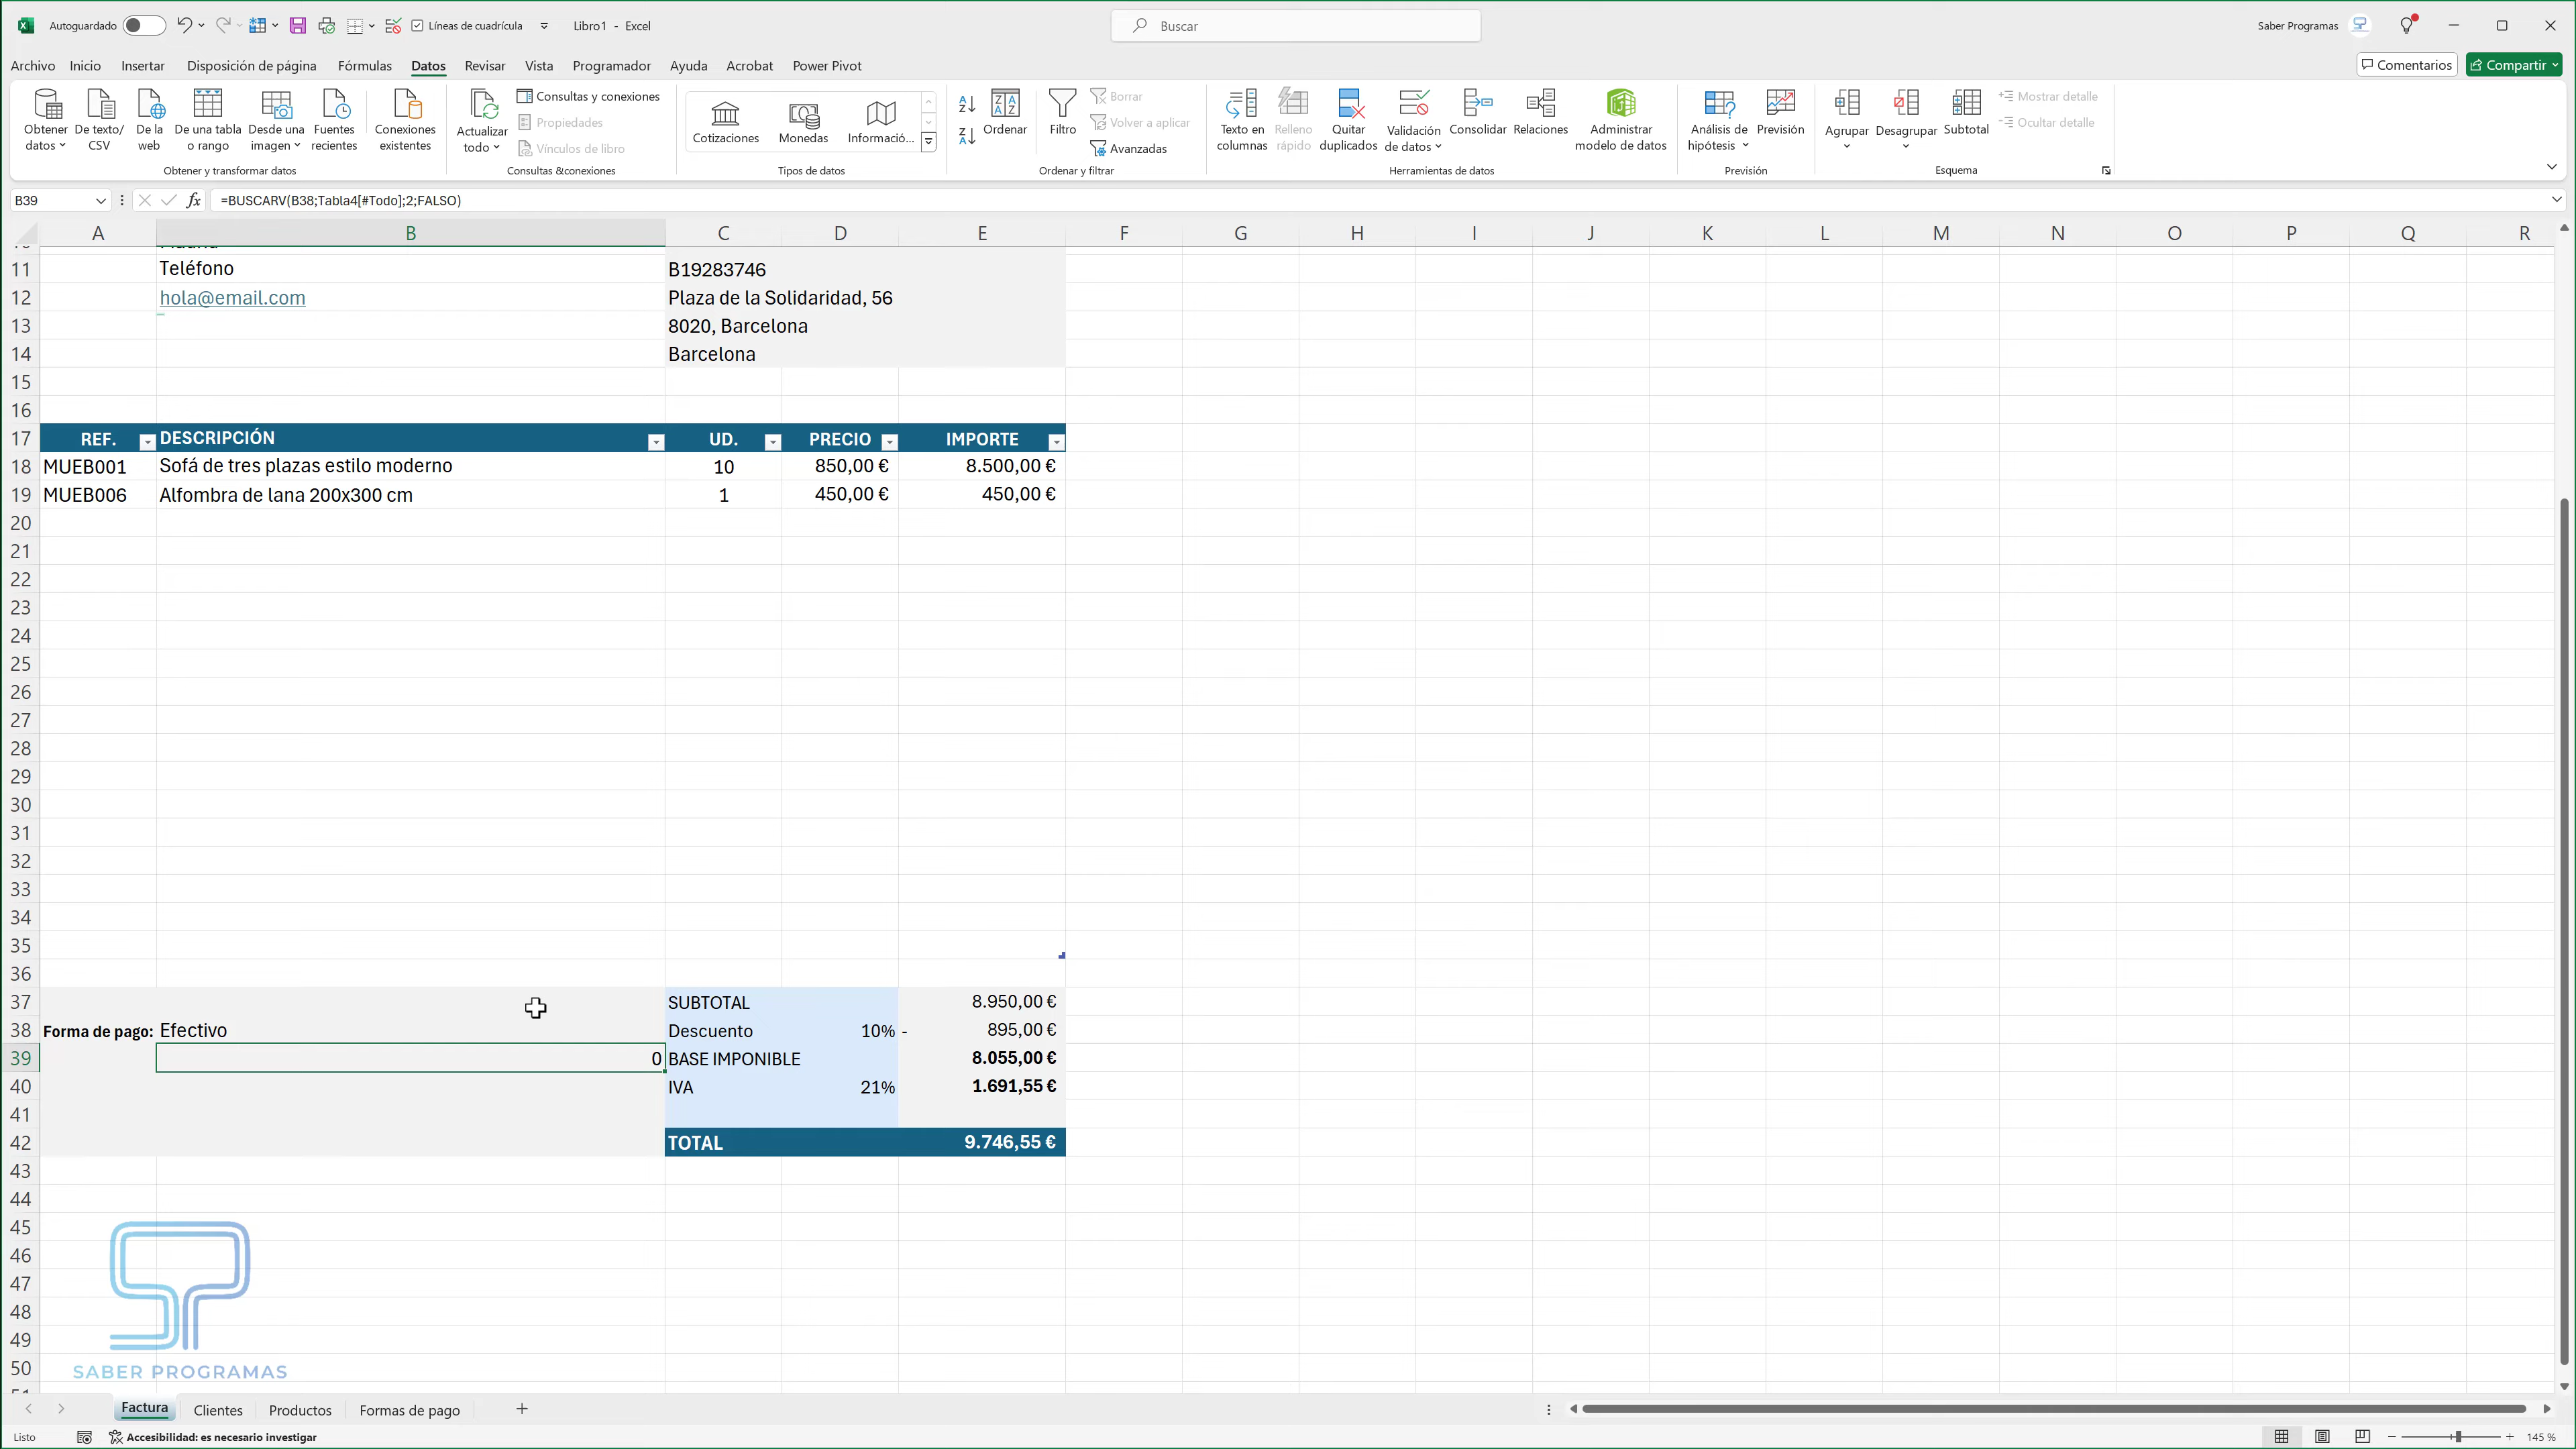 Autoguardado
Líneas de cuadrícula
Libro1 - Excel
Buscar
Saber Programas
Archivo Inicio Insertar Disposición de página Fórmulas Datos Revisar Vista Programador Ayuda Acrobat Power Pivot
Comentarios
Compartir
Obtener datos
De texto/ CSV
De la web
De una tabla o rango
Desde una imagen
Fuentes recientes
Conexiones existentes
Obtener y transformar datos
Actualizar todo
Consultas y conexiones
Propiedades
Vínculos de libro
Consultas &conexiones
Cotizaciones
Monedas
Informació...
Tipos de datos
Ordenar
Filtro
Borrar
Volver a aplicar
Avanzadas
Ordenar y filtrar
Texto en columnas
Relleno rápido
Quitar duplicados
Validación de datos
Consolidar
Relaciones
Administrar modelo de datos
Herramientas de datos
Análisis de hipótesis
Previsión
Previsión
Agrupar
Desagrupar
Subtotal
Mostrar detalle
Ocultar detalle
Esquema
B39
fx
=BUSCARV(B38;Tabla4[#Todo];2;FALSO)
A B C D E F G H I J K L M N O P Q R
11 Teléfono B19283746
12 hola@email.com Plaza de la Solidaridad, 56
13 8020, Barcelona
14 Barcelona
15
16
17 REF. DESCRIPCIÓN UD. PRECIO IMPORTE
18 MUEB001 Sofá de tres plazas estilo moderno 10 850,00 € 8.500,00 €
19 MUEB006 Alfombra de lana 200x300 cm 1 450,00 € 450,00 €
20
21
22
23
24
25
26
27
28
29
30
31
32
33
34
35
36
37 SUBTOTAL 8.950,00 €
38 Forma de pago: Efectivo Descuento 10% - 895,00 €
39 0 BASE IMPONIBLE 8.055,00 €
40 IVA 21% 1.691,55 €
41
42 TOTAL 9.746,55 €
43
44
45
46
47
48
49
50
SABER PROGRAMAS
Factura Clientes Productos Formas de pago
Listo
Accesibilidad: es necesario investigar
145 %